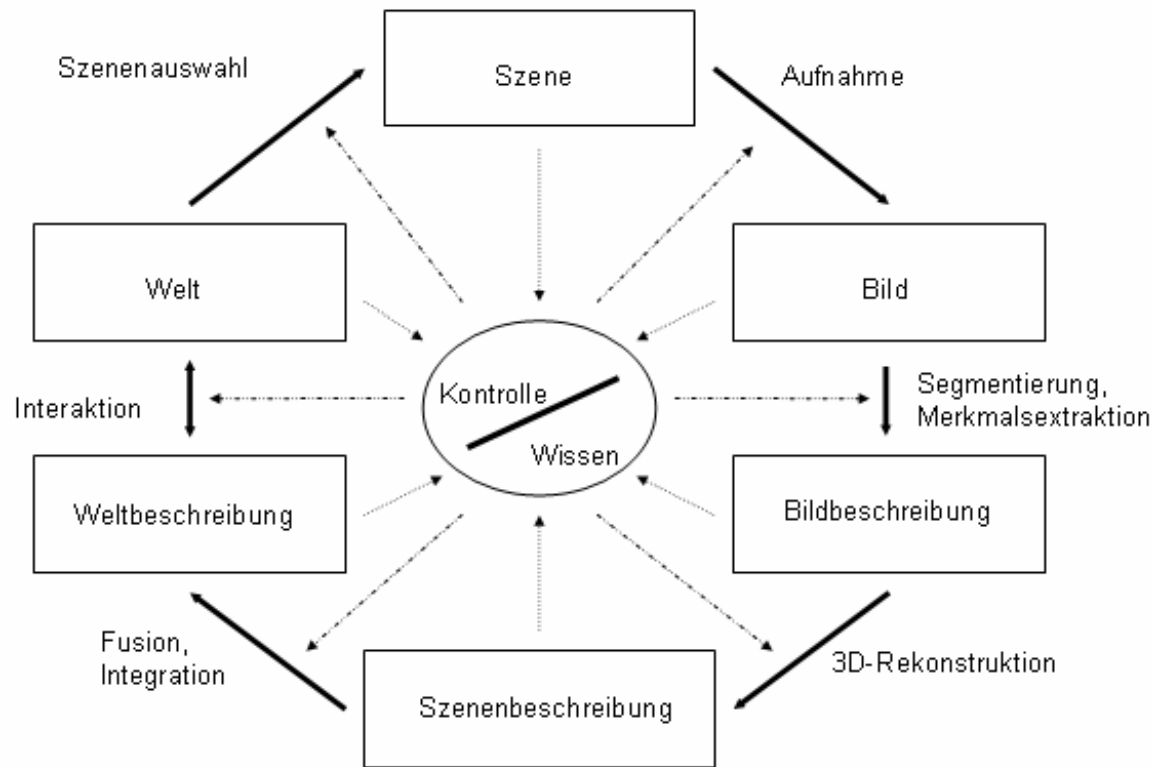 Szenenauswahl
Szene
Aufnahme
Welt
Bild
Interaktion
Kontrolle
Wissen
Segmentierung,
Merkmalsextraktion
Weltbeschreibung
Bildbeschreibung
Fusion,
Integration
Szenenbeschreibung
3D-Rekonstruktion